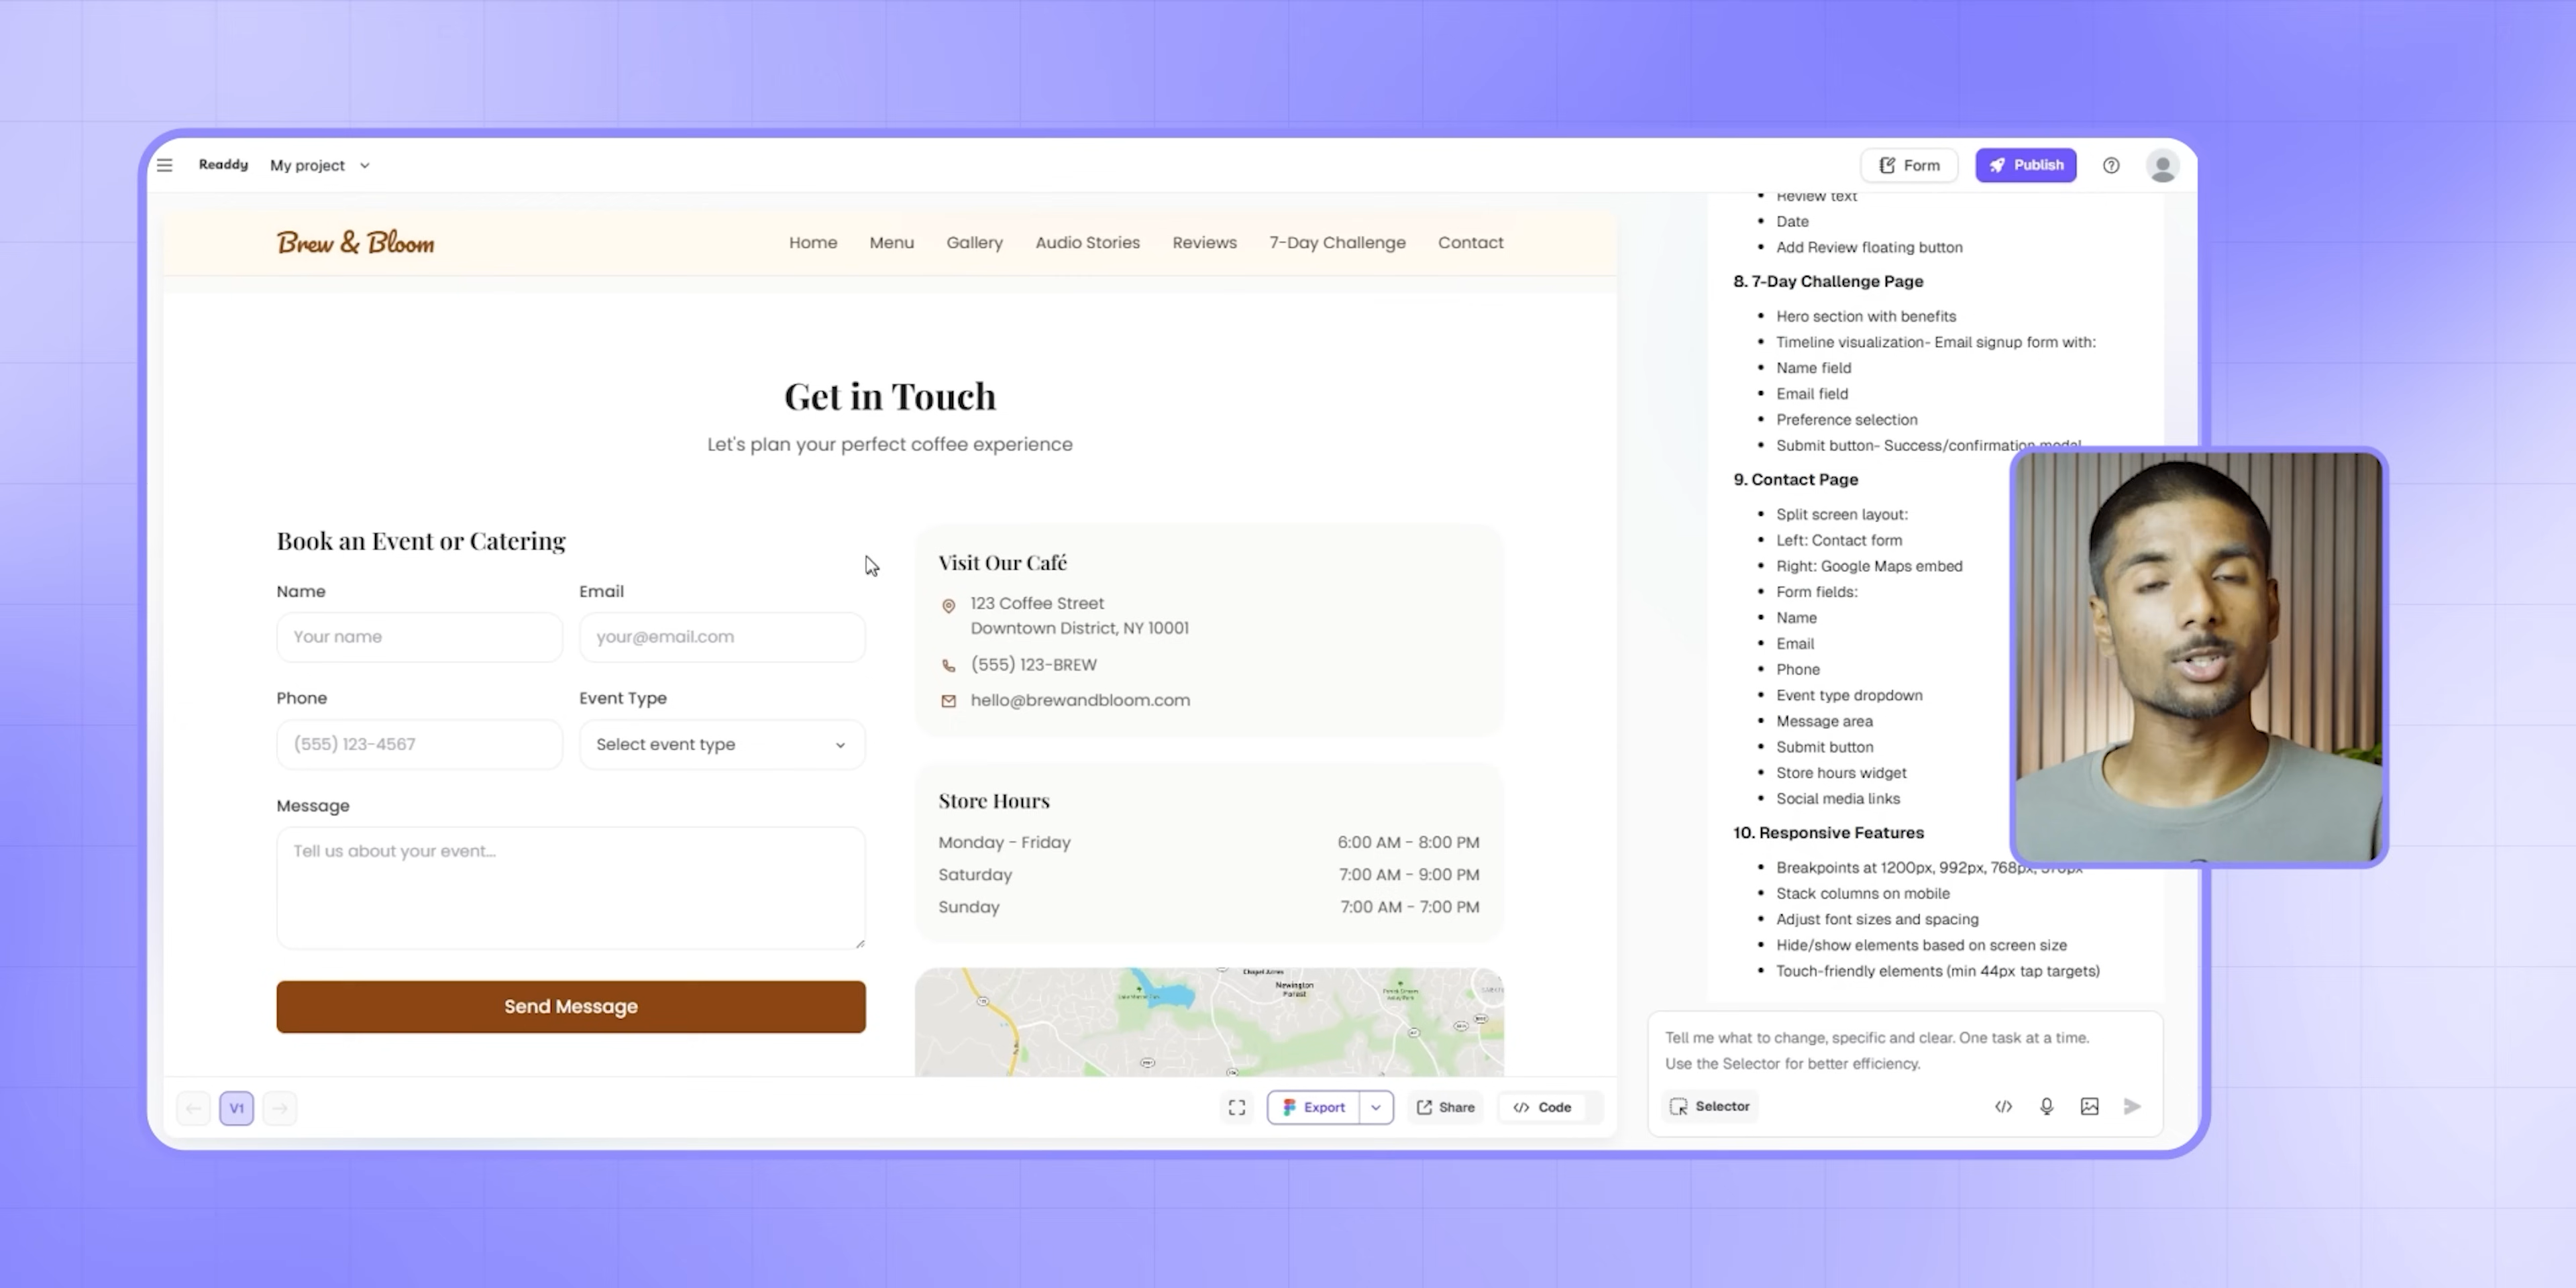 Readdy My project
Form Publish
Brew & Bloom
Home Menu Gallery Audio Stories Reviews 7-Day Challenge Contact
Get in Touch
Let's plan your perfect coffee experience
Book an Event or Catering
Name Email
Your name your@email.com
Phone Event Type
(555) 123-4567 Select event type
Message
Tell us about your event...
Send Message
Visit Our Café
123 Coffee Street
Downtown District, NY 10001
(555) 123-BREW
hello@brewandbloom.com
Store Hours
Monday - Friday 6:00 AM - 8:00 PM
Saturday 7:00 AM - 9:00 PM
Sunday 7:00 AM - 7:00 PM
Chapel Acres
Newington
Forest
V1
Export Share </> Code
Review text
• Date
• Add Review floating button
8. 7-Day Challenge Page
• Hero section with benefits
• Timeline visualization- Email signup form with:
• Name field
• Email field
• Preference selection
• Submit button- Success/confirmation modal
9. Contact Page
• Split screen layout:
• Left: Contact form
• Right: Google Maps embed
• Form fields:
• Name
• Email
• Phone
• Event type dropdown
• Message area
• Submit button
• Store hours widget
• Social media links
10. Responsive Features
• Breakpoints at 1200px, 992px, 768px,
• Stack columns on mobile
• Adjust font sizes and spacing
• Hide/show elements based on screen size
• Touch-friendly elements (min 44px tap targets)
Tell me what to change, specific and clear. One task at a time.
Use the Selector for better efficiency.
Selector </>